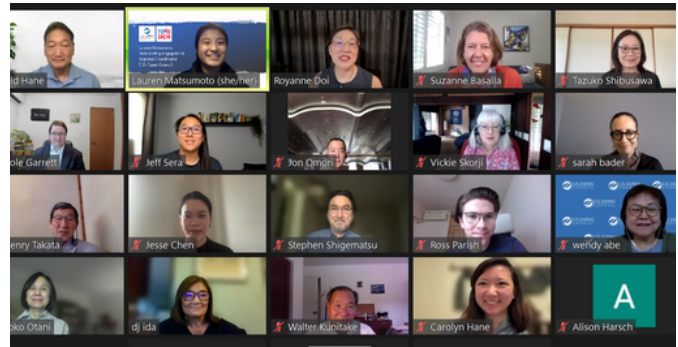 ld Hane
Lauren Matsumoto (she/her)
Royanne Doi
Suzanne Basalla
Tazuko Shibusawa
ole Garrett
Jeff Sera
Jon Omori
Vickie Skorji
sarah bader
enry Takata
Jesse Chen
Stephen Shigematsu
Ross Parish
wendy abe
oko Otani
dj ida
Walter Kunitake
Carolyn Hane
A
Alison Harsch